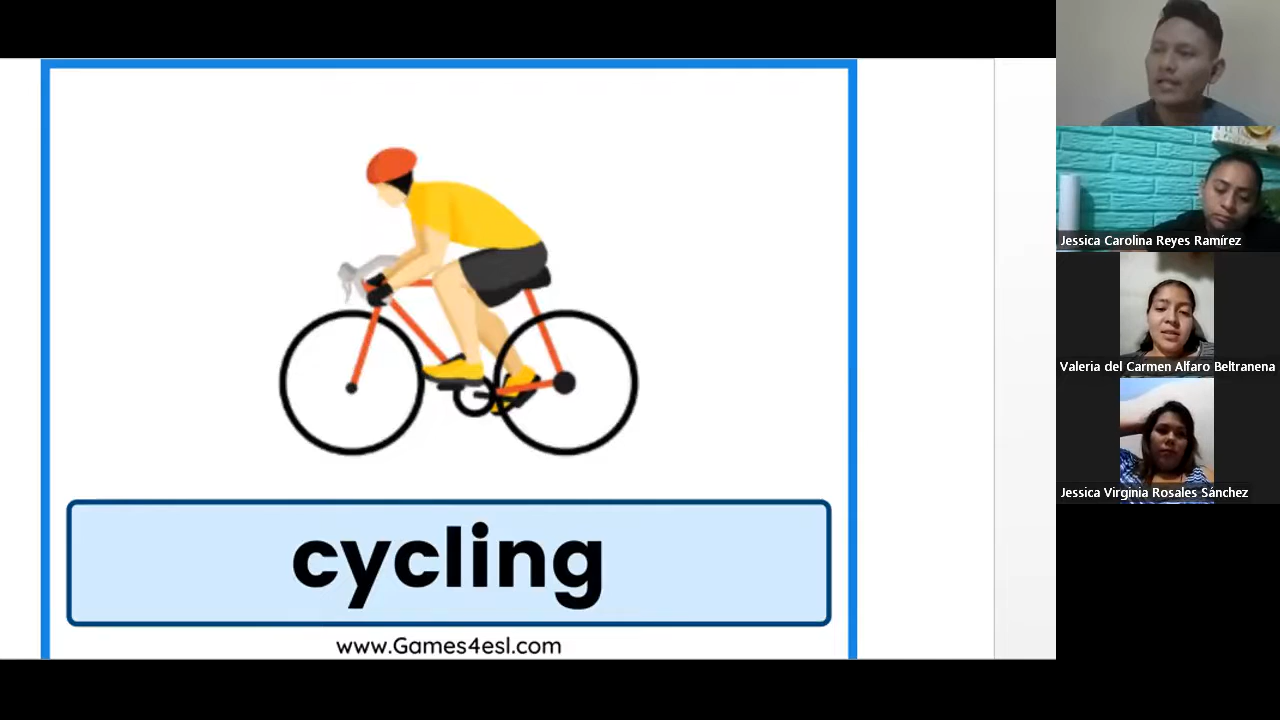 cycling
www.Games4esl.com
Jessica Carolina Reyes Ramírez
Valeria del Carmen Alfaro Beltranena
Jessica Virginia Rosales Sánchez